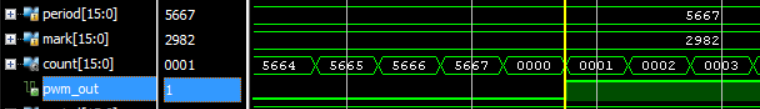 period[15:0] 5667 5667
mark[15:0] 2982 2982
count[15:0] 0001 5664 5665 5666 5667 0000 0001 0002 0003
pwm_out 1